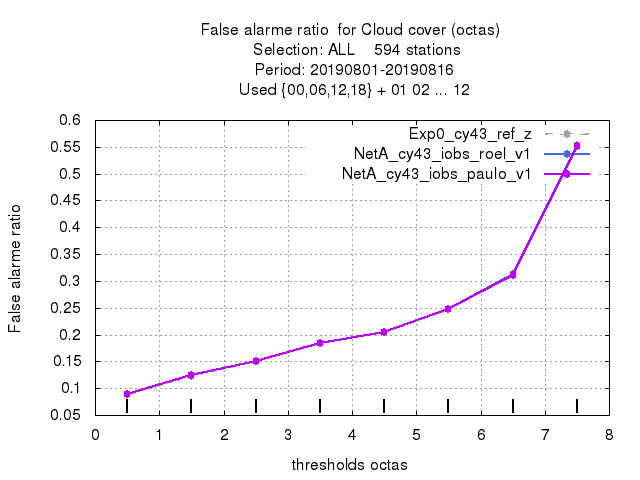 False alarme ratio  for Cloud cover (octas)
Selection: ALL    594 stations
Period: 20190801-20190816
Used {00,06,12,18} + 01 02 ... 12
Exp0_cy43_ref_z
NetA_cy43_iobs_roel_v1
NetA_cy43_iobs_paulo_v1
False alarme ratio
0.6
0.55
0.5
0.45
0.4
0.35
0.3
0.25
0.2
0.15
0.1
0.05
0 1 2 3 4 5 6 7 8
thresholds octas